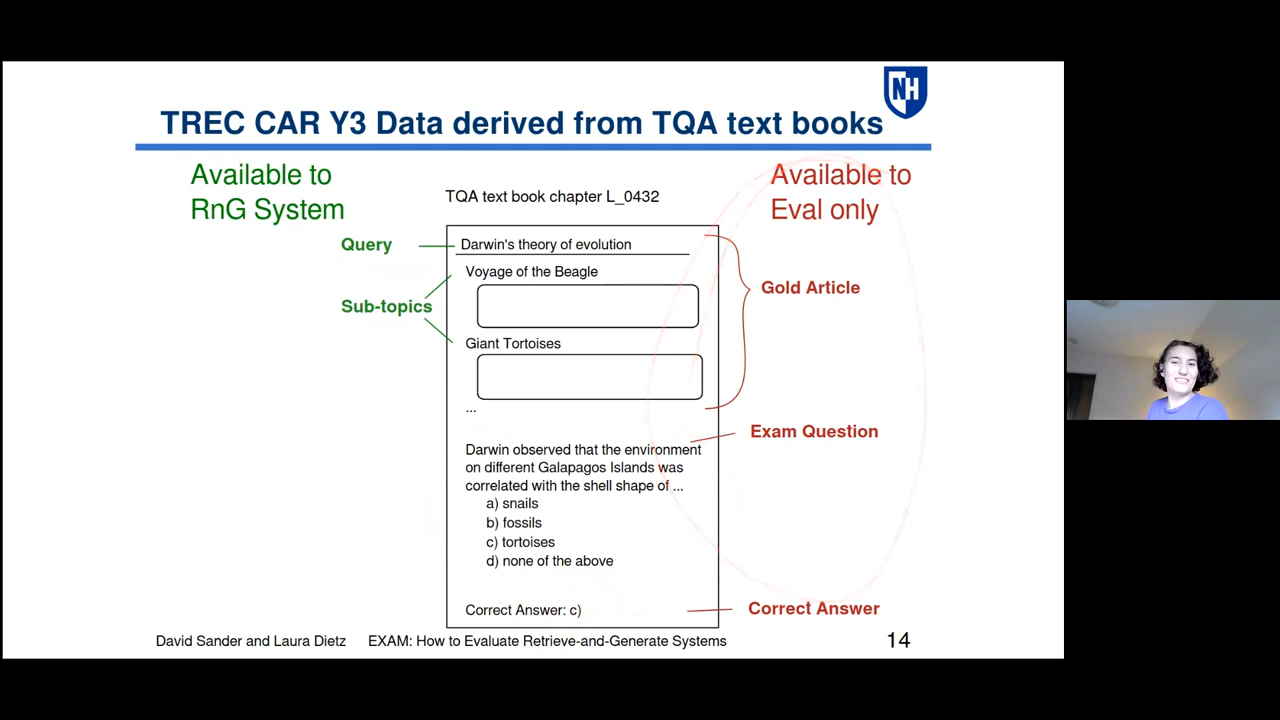 NH
TREC CAR Y3 Data derived from TQA text books
Available to
RnG System
Available to
Eval only
TQA text book chapter L_0432
Query
Darwin's theory of evolution
Voyage of the Beagle
Sub-topics
Gold Article
Giant Tortoises
...
Exam Question
Darwin observed that the environment
on different Galapagos Islands was
correlated with the shell shape of ...
a) snails
b) fossils
c) tortoises
d) none of the above
Correct Answer: c)
Correct Answer
David Sander and Laura Dietz
EXAM: How to Evaluate Retrieve-and-Generate Systems
14